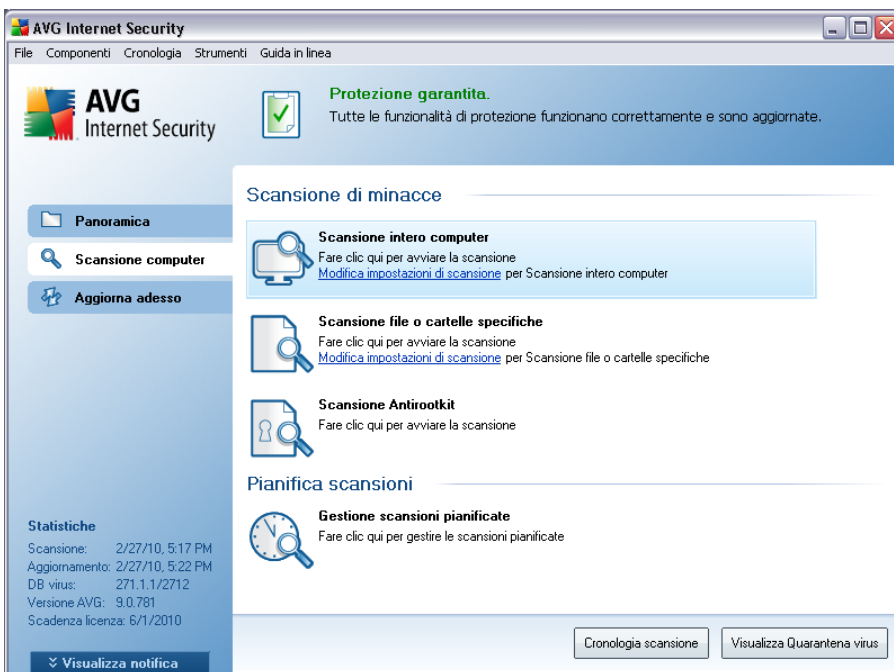 AVG Internet Security
File Componenti Cronologia Strumenti Guida in linea
AVG
Internet Security
Protezione garantita.
Tutte le funzionalità di protezione funzionano correttamente e sono aggiornate.
Panoramica
Scansione computer
Aggiorna adesso
Scansione di minacce
Scansione intero computer
Fare clic qui per avviare la scansione
Modifica impostazioni di scansione per Scansione intero computer
Scansione file o cartelle specifiche
Fare clic qui per avviare la scansione
Modifica impostazioni di scansione per Scansione file o cartelle specifiche
Scansione Antirootkit
Fare clic qui per avviare la scansione
Pianifica scansioni
Gestione scansioni pianificate
Fare clic qui per gestire le scansioni pianificate
Statistiche
Scansione: 2/27/10, 5:17 PM
Aggiornamento: 2/27/10, 5:22 PM
DB virus: 271.1.1/2712
Versione AVG: 9.0.781
Scadenza licenza: 6/1/2010
Visualizza notifica
Cronologia scansione
Visualizza Quarantena virus